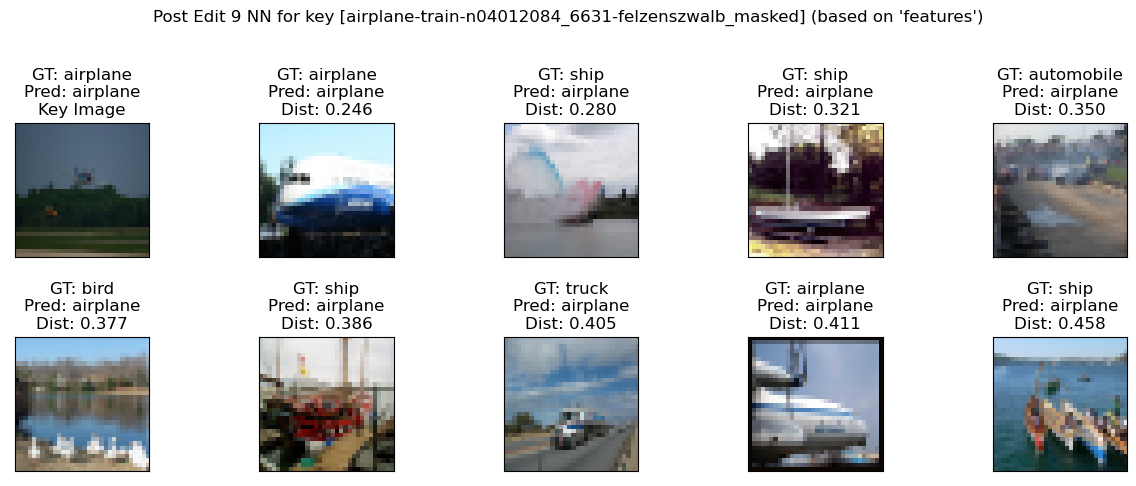 Post Edit 9 NN for key [airplane-train-n04012084_6631-felzenszwalb_masked] (based on 'features')
GT: airplane
Pred: airplane
Key Image
GT: airplane
Pred: airplane
Dist: 0.246
GT: ship
Pred: airplane
Dist: 0.280
GT: ship
Pred: airplane
Dist: 0.321
GT: automobile
Pred: airplane
Dist: 0.350
GT: bird
Pred: airplane
Dist: 0.377
GT: ship
Pred: airplane
Dist: 0.386
GT: truck
Pred: airplane
Dist: 0.405
GT: airplane
Pred: airplane
Dist: 0.411
GT: ship
Pred: airplane
Dist: 0.458